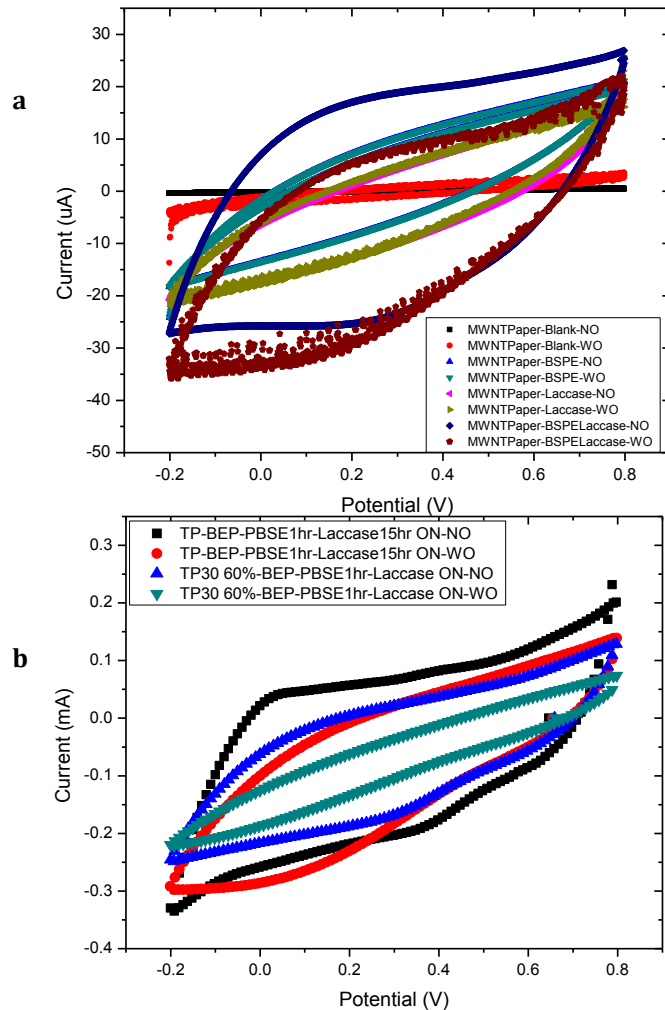 a
30
20
10
0
-10
-20
-30
-40
-50
Current (uA)
-0.2 0.0 0.2 0.4 0.6 0.8
Potential (V)
MWNTPaper-Blank-NO
MWNTPaper-Blank-WO
MWNTPaper-BSPE-NO
MWNTPaper-BSPE-WO
MWNTPaper-Laccase-NO
MWNTPaper-Laccase-WO
MWNTPaper-BSPELaccase-NO
MWNTPaper-BSPELaccase-WO
b
TP-BEP-PBSE1hr-Laccase15hr ON-NO
TP-BEP-PBSE1hr-Laccase15hr ON-WO
TP30 60%-BEP-PBSE1hr-Laccase ON-NO
TP30 60%-BEP-PBSE1hr-Laccase ON-WO
0.3
0.2
0.1
0.0
-0.1
-0.2
-0.3
-0.4
Current (mA)
-0.2 0.0 0.2 0.4 0.6 0.8
Potential (V)